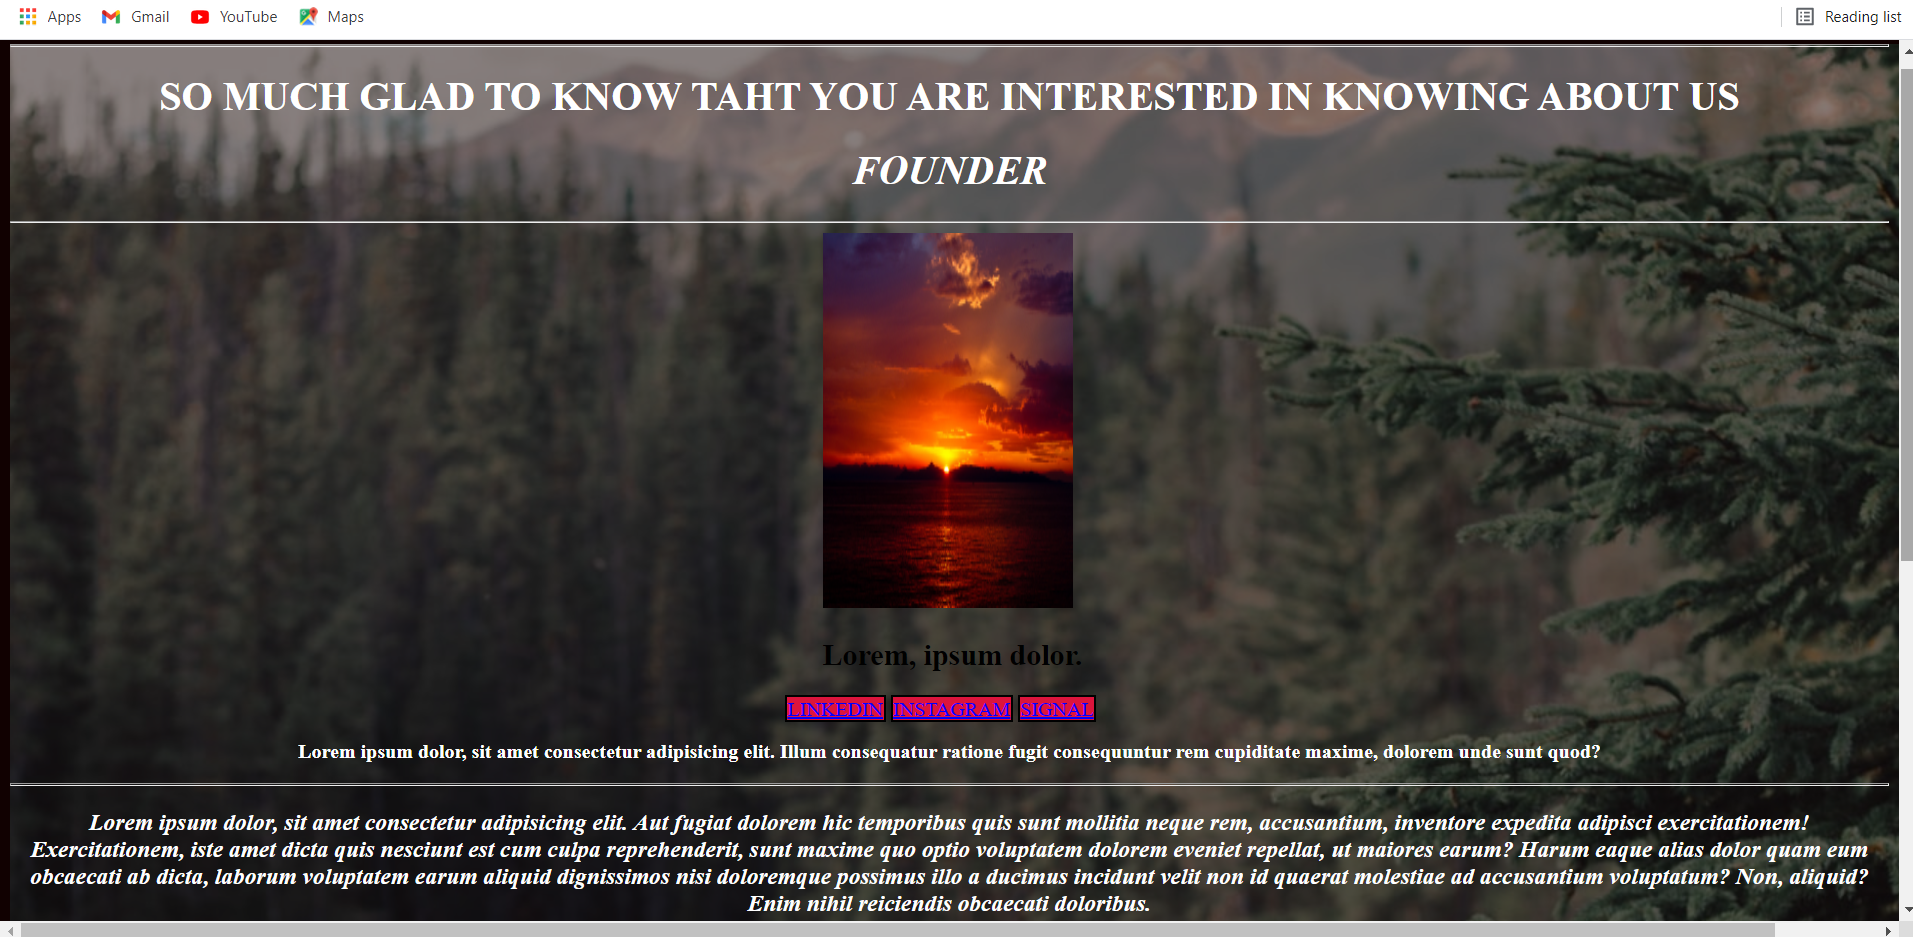 Apps Gmail YouTube Maps Reading list
SO MUCH GLAD TO KNOW TAHT YOU ARE INTERESTED IN KNOWING ABOUT US
FOUNDER
Lorem, ipsum dolor.
LINKEDIN INSTAGRAM SIGNAL
Lorem ipsum dolor, sit amet consectetur adipisicing elit. Illum consequatur ratione fugit consequuntur rem cupiditate maxime, dolorem unde sunt quod?
Lorem ipsum dolor, sit amet consectetur adipisicing elit. Aut fugiat dolorem hic temporibus quis sunt mollitia neque rem, accusantium, inventore expedita adipisci exercitationem!
Exercitationem, iste amet dicta quis nesciunt est cum culpa reprehenderit, sunt maxime quo optio voluptatem dolorem eveniet repellat, ut maiores earum? Harum eaque alias dolor quam eum
obcaecati ab dicta, laborum voluptatem earum aliquid dignissimos nisi doloremque possimus illo a ducimus incidunt velit non id quaerat molestiae ad accusantium voluptatum? Non, aliquid?
Enim nihil reiciendis obcaecati doloribus.